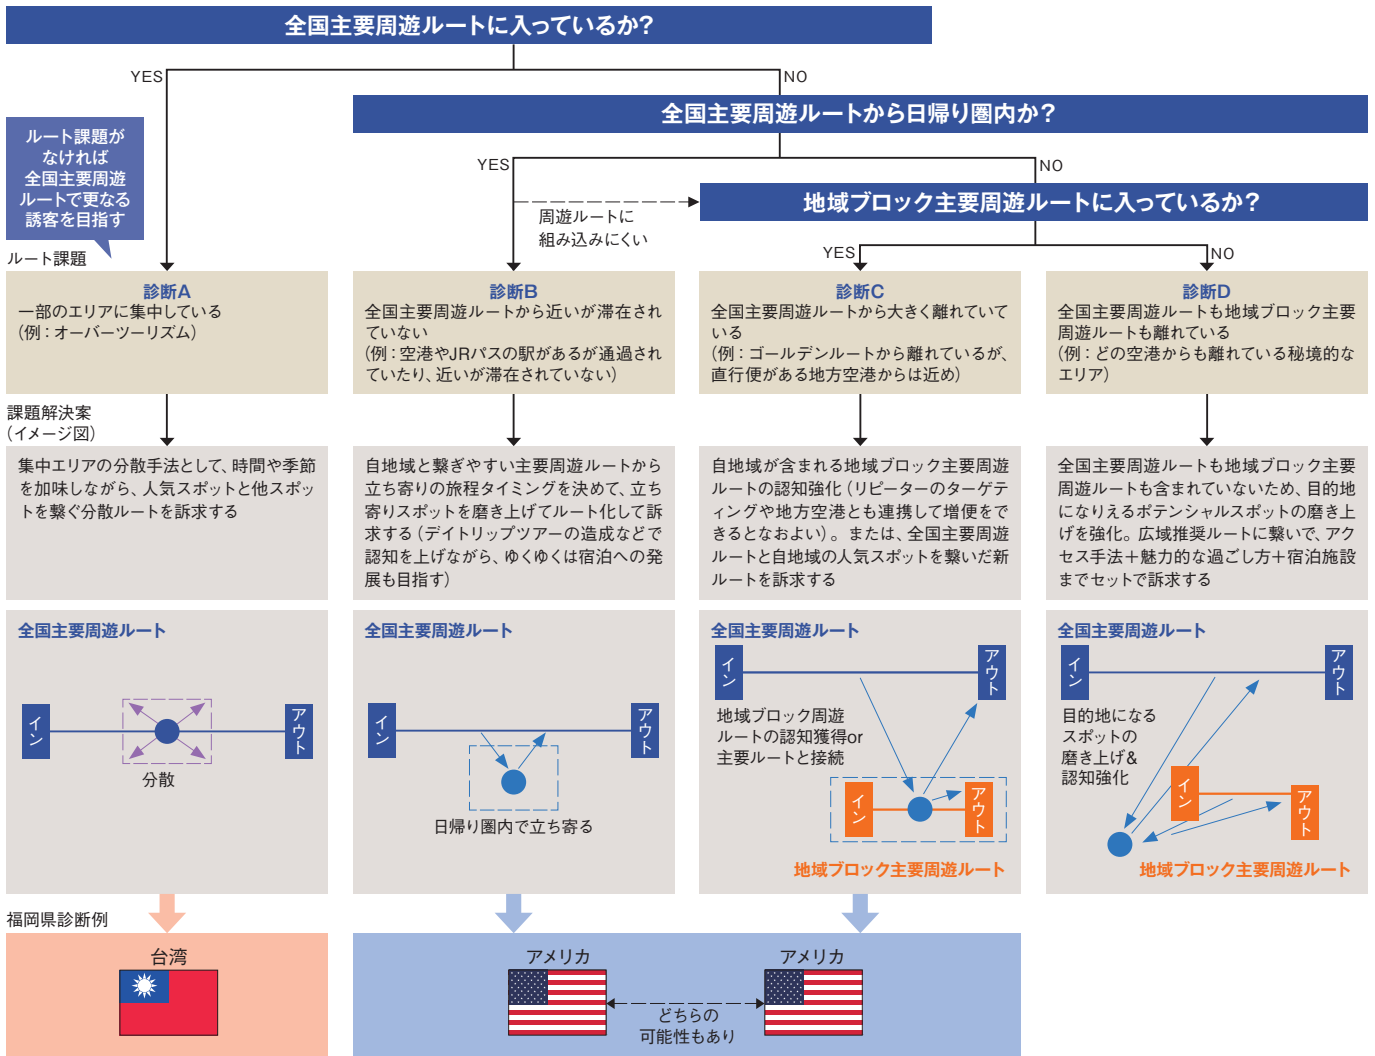 全国主要周遊ルートに入っているか？
YES
NO
全国主要周遊ルートから日帰り圏内か？
ルート課題が
なければ
全国主要周遊
ルートで更なる
誘客を目指す
YES
NO
地域ブロック主要周遊ルートに入っているか？
周遊ルートに
組み込みにくい
YES
NO
ルート課題
診断A
一部のエリアに集中している
（例：オーバーツーリズム）
診断B
全国主要周遊ルートから近いが滞在され
ていない
（例：空港やJRパスの駅があるが通過され
ていたり、近いが滞在されていない）
診断C
全国主要周遊ルートから大きく離れていて
いる
（例：ゴールデンルートから離れているが、
直行便がある地方空港からは近め）
診断D
全国主要周遊ルートも地域ブロック主要
周遊ルートも離れている
（例：どの空港からも離れている秘境的な
エリア）
課題解決案
（イメージ図）
集中エリアの分散手法として、時間や季節
を加味しながら、人気スポットと他スポッ
トを繋ぐ分散ルートを訴求する
自地域と繋ぎやすい主要周遊ルートから
立ち寄りの旅程タイミングを決めて、立ち
寄りスポットを磨き上げてルート化して訴
求する（デイトリップツアーの造成などで
認知を上げながら、ゆくゆくは宿泊への発
展も目指す）
自地域が含まれる地域ブロック主要周遊
ルートの認知強化（リピーターのターゲテ
ィングや地方空港とも連携して増便をで
きるとなおよい）。または、全国主要周遊
ルートと自地域の人気スポットを繋いだ新
ルートを訴求する
全国主要周遊ルートも地域ブロック主要
周遊ルートも含まれていないため、目的地
になりえるポテンシャルスポットの磨き上
げを強化。広域推奨ルートに繋いで、アク
セス手法＋魅力的な過ごし方＋宿泊施設
までセットで訴求する
全国主要周遊ルート
イン
アウト
分散
全国主要周遊ルート
イン
アウト
日帰り圏内で立ち寄る
全国主要周遊ルート
イン
アウト
地域ブロック周遊
ルートの認知獲得or
主要ルートと接続
イン
アウト
地域ブロック主要周遊ルート
全国主要周遊ルート
イン
アウト
目的地になる
スポットの
磨き上げ&
認知強化
イン
アウト
地域ブロック主要周遊ルート
福岡県診断例
台湾
アメリカ
アメリカ
どちらの
可能性もあり